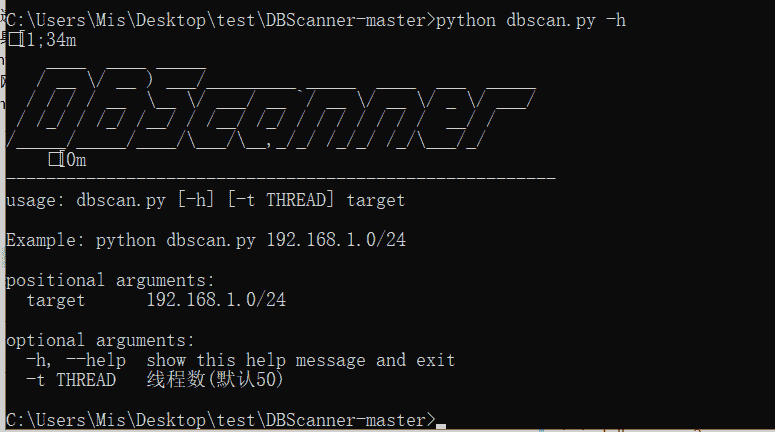 C:\Users\Mis\Desktop\test\DBScanner-master>python dbscan.py -h
[1;34m
DBScanner
[0m
-------------------------------------------------------
usage: dbscan.py [-h] [-t THREAD] target
Example: python dbscan.py 192.168.1.0/24
positional arguments:
target 192.168.1.0/24
optional arguments:
-h, --help show this help message and exit
-t THREAD 线程数(默认50)
C:\Users\Mis\Desktop\test\DBScanner-master>